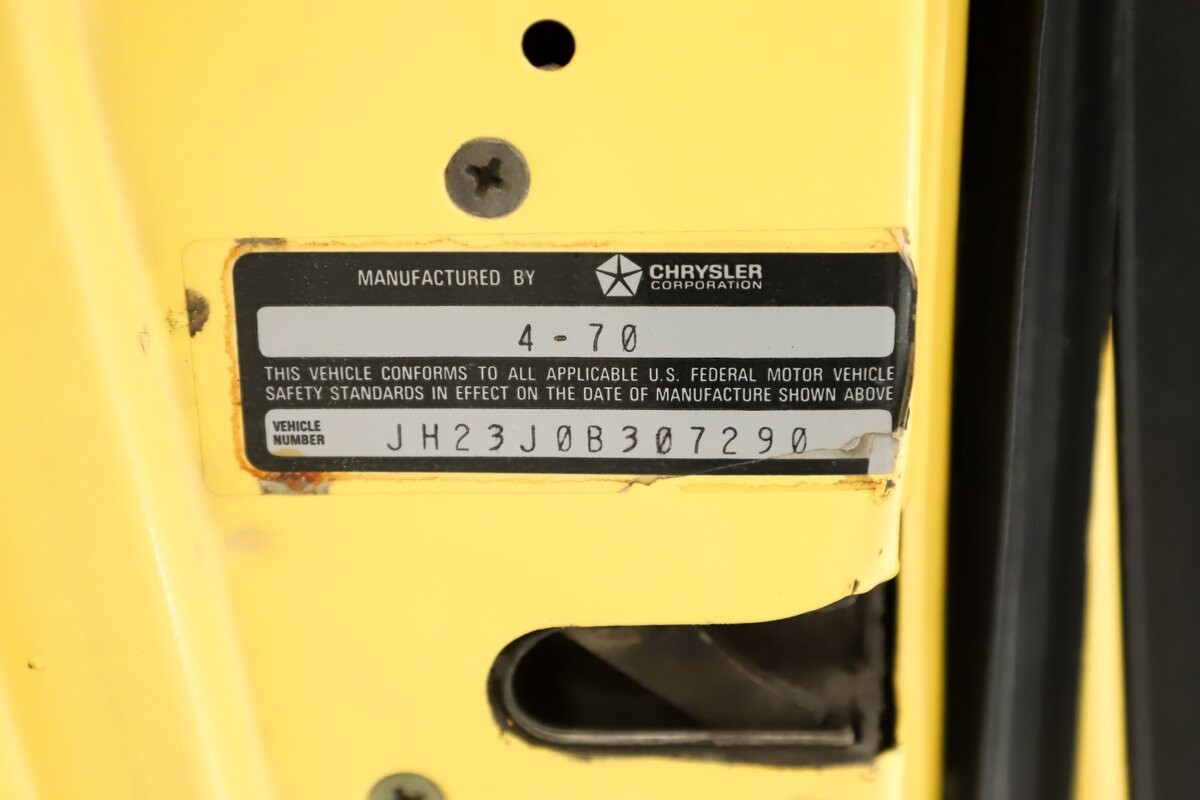 MANUFACTURED BY CHRYSLER CORPORATION
4-70
THIS VEHICLE CONFORMS TO ALL APPLICABLE U.S. FEDERAL MOTOR VEHICLE
SAFETY STANDARDS IN EFFECT ON THE DATE OF MANUFACTURE SHOWN ABOVE
VEHICLE NUMBER JH23J0B307290